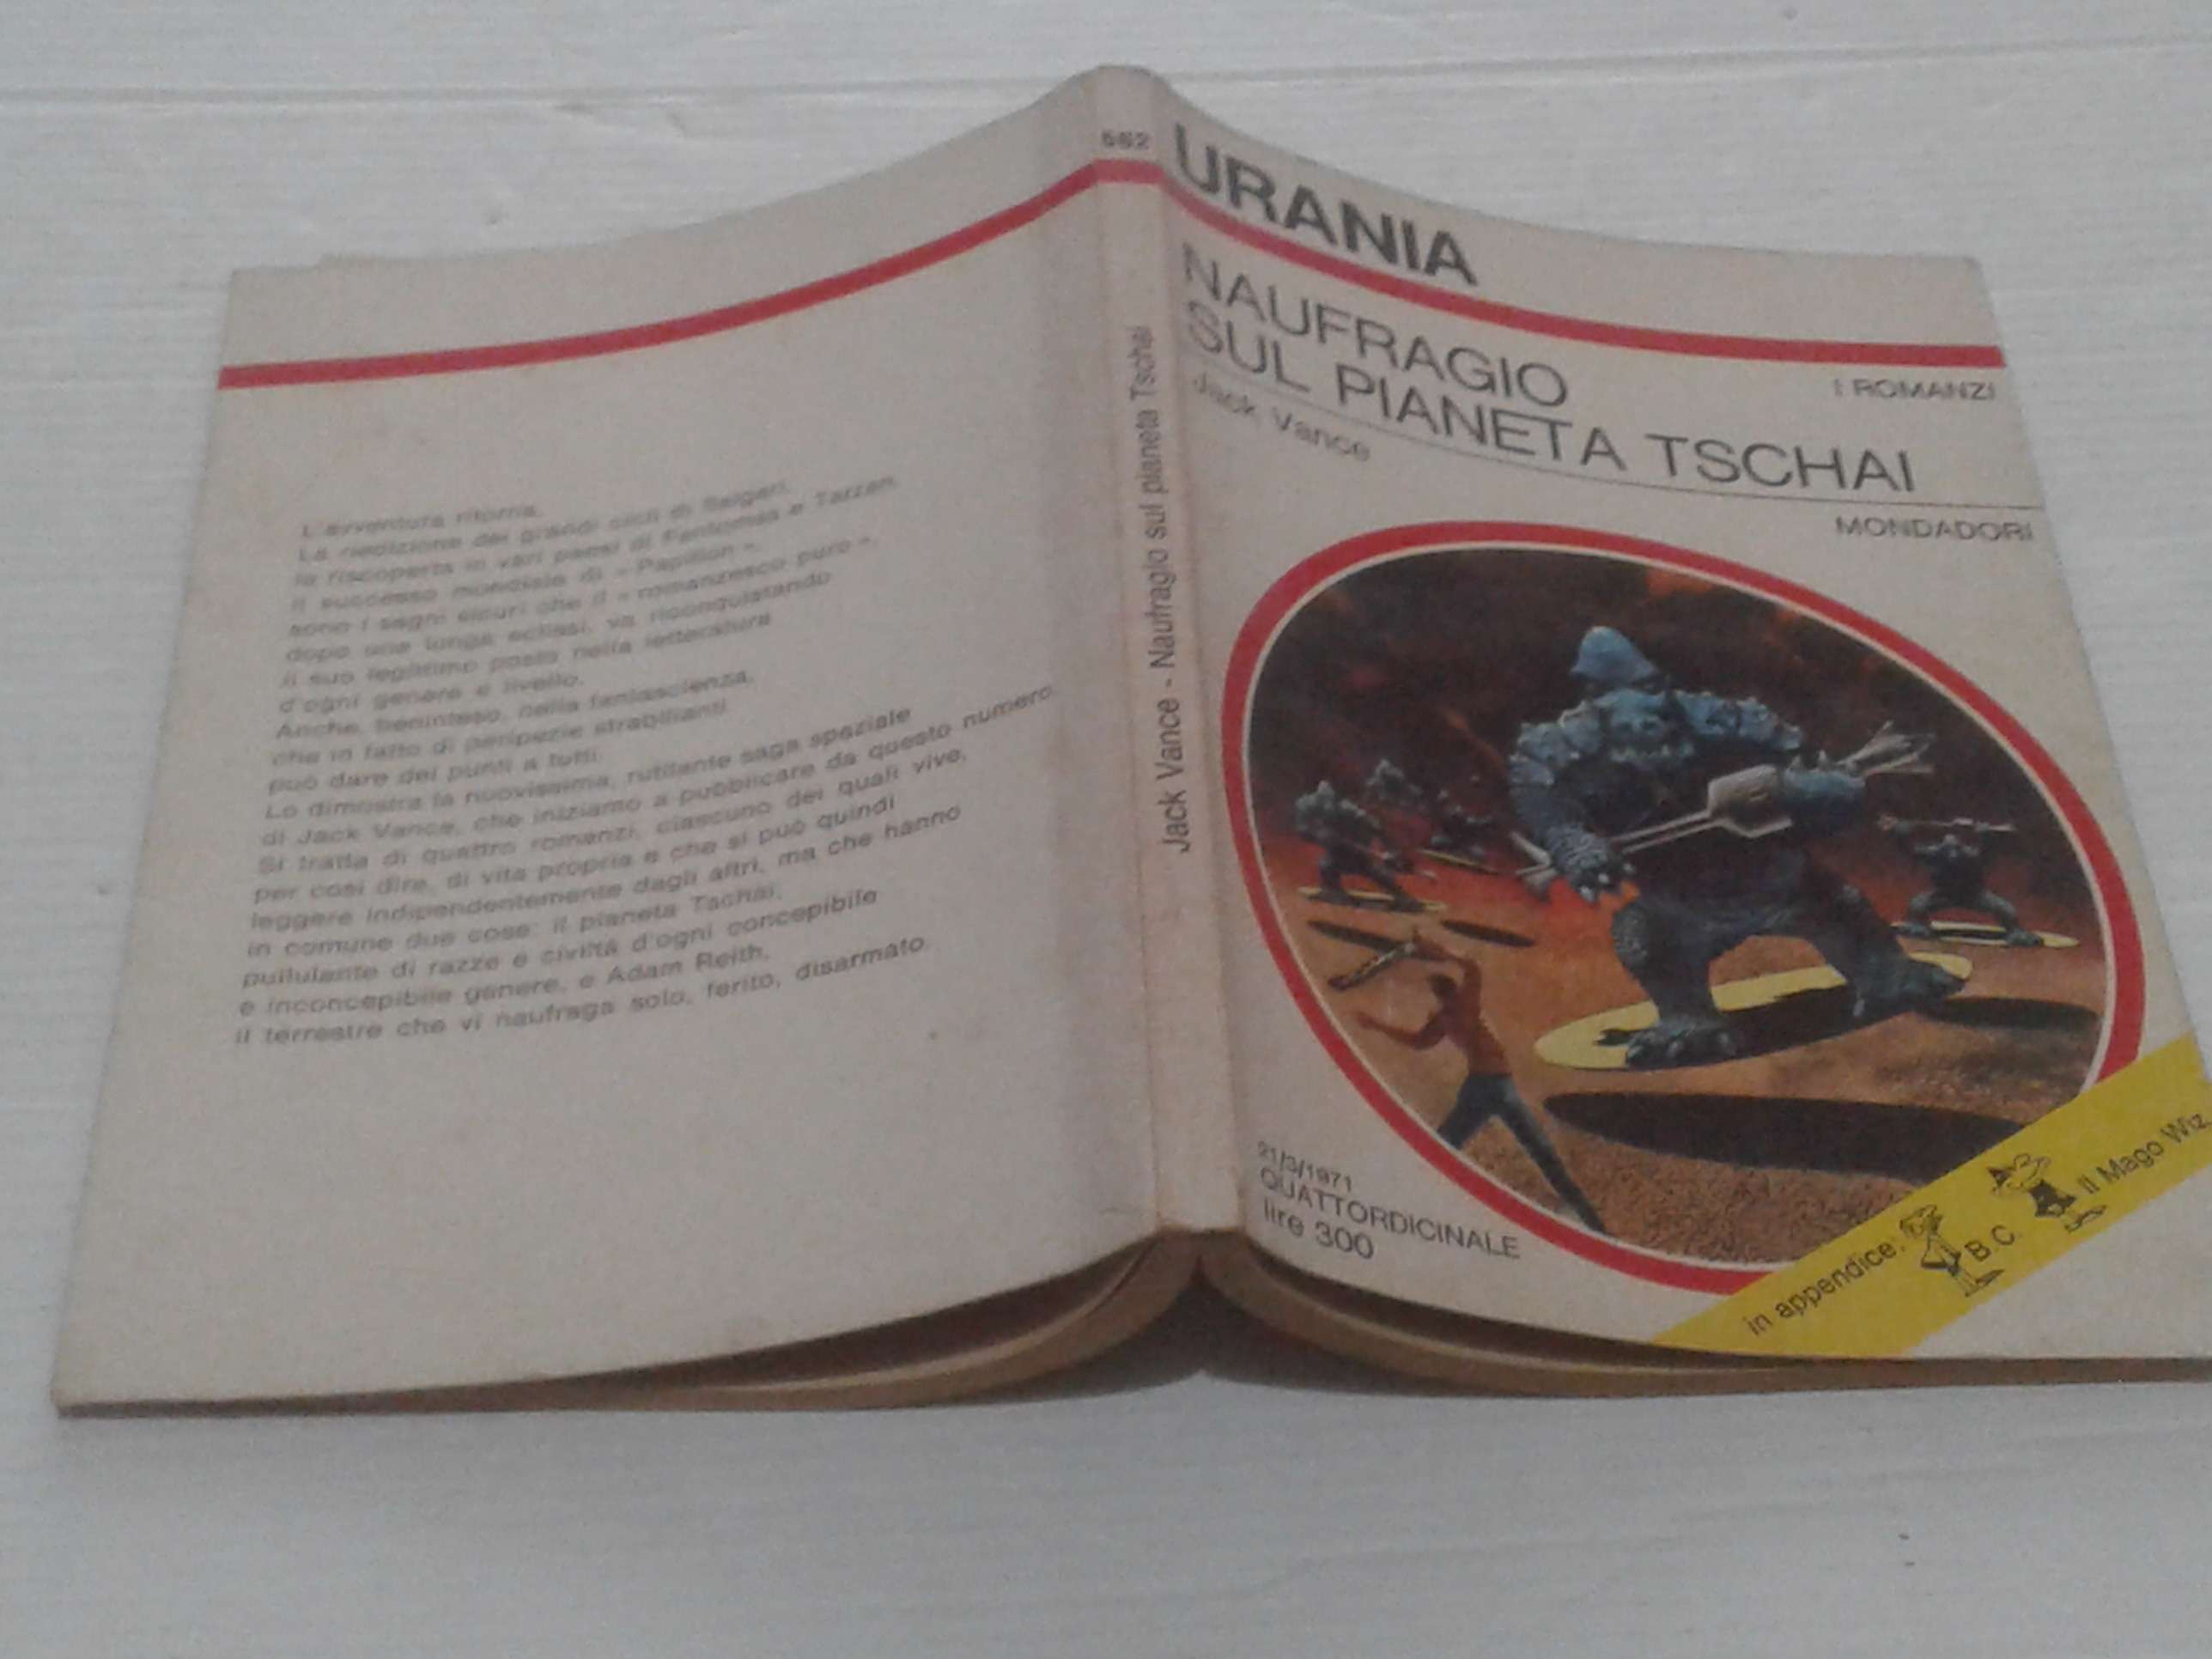 L'avventura ritorna.
La riedizione dei grandi cicli di Salgari,
la riscoperta in vari paesi di Fantomas e Tarzan,
il successo mondiale di « Papillon »,
sono i segni sicuri che il « romanzesco puro »,
dopo una lunga eclissi, va riconquistando
il suo legittimo posto nella letteratura
d'ogni genere e livello.
Anche, beninteso, nella fantascienza,
che in fatto di peripezie strabilianti
può dare dei punti a tutti.
Lo dimostra la nuovissima, rutilante saga spaziale
di Jack Vance, che iniziamo a pubblicare da questo numero.
Si tratta di quattro romanzi, ciascuno dei quali vive,
per così dire, di vita propria e che si può quindi
leggere indipendentemente dagli altri, ma che hanno
in comune due cose: il pianeta Tschai,
pullulante di razze e civiltà d'ogni concepibile
e inconcepibile genere, e Adam Reith,
il terrestre che vi naufraga solo, ferito, disarmato.
562
Jack Vance - Naufragio sul pianeta Tschai
URANIA
I ROMANZI
NAUFRAGIO
SUL PIANETA TSCHAI
Jack Vance
MONDADORI
21/3/1971
QUATTORDICINALE
lire 300
in appendice: B.C. Il Mago Wiz